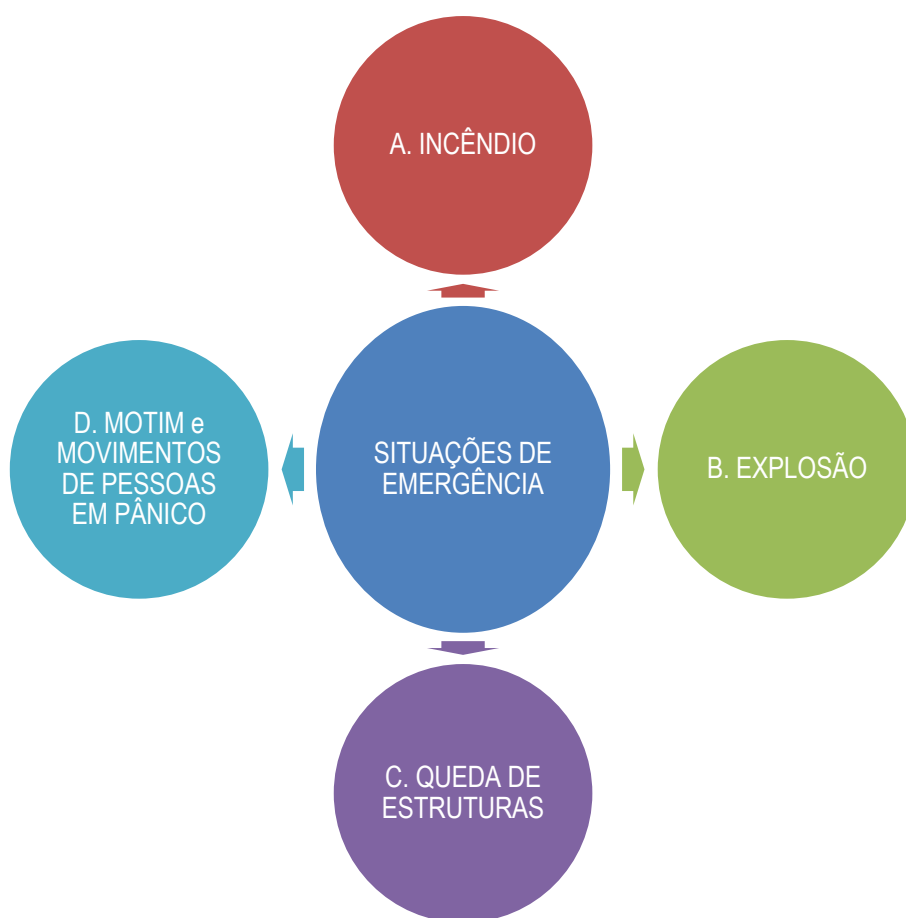 A. INCÊNDIO
D. MOTIM e
MOVIMENTOS
DE PESSOAS
EM PÂNICO
SITUAÇÕES DE
EMERGÊNCIA
B. EXPLOSÃO
C. QUEDA DE
ESTRUTURAS